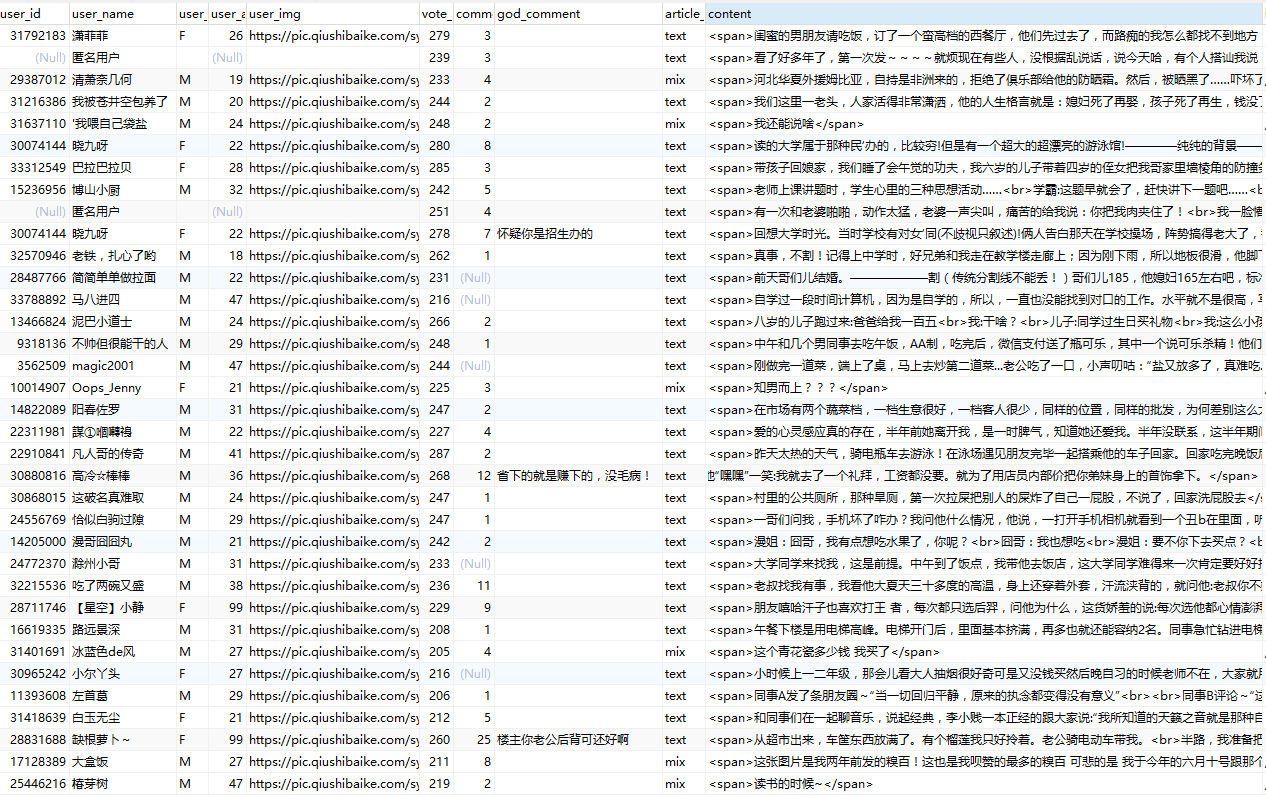 user_id user_name user_ user_a user_img vote_ comm god_comment article_ content
31792183 潇菲菲 F 26 https://pic.qiushibaike.com/sy 279 3 text <span>闺蜜的男朋友请吃饭，订了一个蛮高档的西餐厅，他们先过去了，而路痴的我怎么都找不到地方
(Null) 匿名用户 (Null) 239 3 text <span>看了好多年了，第一次发～～～～就烦现在有些人，没根据乱说话，说今天哈，有个人搭讪我说
29387012 清萧奈几何 M 19 https://pic.qiushibaike.com/sy 233 4 mix <span>河北华夏外援姆比亚，自持是非洲来的，拒绝了俱乐部给他的防晒霜。然后，被晒黑了……吓坏了
31216386 我被苍井空包养了 M 20 https://pic.qiushibaike.com/sy 244 2 text <span>我们这里一老头，人家活得非常潇洒，他的人生格言就是：媳妇死了再娶，孩子死了再生，钱没了
31637110 '我喂自己袋盐 M 24 https://pic.qiushibaike.com/sy 248 2 mix <span>我还能说啥</span>
30074144 晓九呀 F 22 https://pic.qiushibaike.com/sy 280 8 text <span>读的大学属于那种民'办的，比较穷!但是有一个超大的超漂亮的游泳馆!————纯纯的背景——
33312549 巴拉巴拉贝 F 28 https://pic.qiushibaike.com/sy 285 3 text <span>带孩子回娘家，我们睡了会午觉的功夫，我六岁的儿子带着四岁的侄女把我哥家里墙棱角的防撞条
15236956 博山小厨 M 32 https://pic.qiushibaike.com/sy 242 5 text <span>老师上课讲题时，学生心里的三种思想活动……<br>学霸:这题早就会了，赶快讲下一题吧……<b
(Null) 匿名用户 (Null) 251 4 text <span>有一次和老婆啪啪，动作太猛，老婆一声尖叫，痛苦的给我说：你把我肉夹住了！<br>我一脸懵
30074144 晓九呀 F 22 https://pic.qiushibaike.com/sy 278 7 怀疑你是招生办的 text <span>回想大学时光。当时学校有对女'同(不歧视只叙述)!俩人告白那天在学校操场，阵势搞得老大了，
32570946 老铁，扎心了哟 M 18 https://pic.qiushibaike.com/sy 262 1 text <span>真事，不割！记得上中学时，好兄弟和我走在教学楼走廊上；因为刚下雨，所以地板很滑，他脚下
28487766 简简单单做拉面 M 22 https://pic.qiushibaike.com/sy 231 (Null) text <span>前天哥们儿结婚。——————割（传统分割线不能丢！）哥们儿185，他媳妇165左右吧，标准
33788892 马八进四 M 47 https://pic.qiushibaike.com/sy 216 (Null) text <span>自学过一段时间计算机，因为是自学的，所以，一直也没能找到对口的工作。水平就不是很高，写
13466824 泥巴小道士 M 24 https://pic.qiushibaike.com/sy 266 2 text <span>八岁的儿子跑过来:爸爸给我一百五<br>我:干啥？<br>儿子:同学过生日买礼物<br>我:这么小孩
9318136 不帅但很能干的人 M 29 https://pic.qiushibaike.com/sy 248 1 text <span>中午和几个男同事去吃午饭，AA制，吃完后，微信支付送了瓶可乐，其中一个说可乐杀精！他们
3562509 magic2001 M 47 https://pic.qiushibaike.com/sy 244 (Null) text <span>刚做完一道菜，端上了桌，马上去炒第二道菜...老公吃了一口，小声叨咕：“盐又放多了，真难吃。
10014907 Oops_Jenny F 21 https://pic.qiushibaike.com/sy 225 3 mix <span>知男而上？？？</span>
14822089 阳春佐罗 M 31 https://pic.qiushibaike.com/sy 247 2 text <span>在市场有两个蔬菜档，一档生意很好，一档客人很少，同样的位置，同样的批发，为何差别这么大
22311981 謀①嗰 M 22 https://pic.qiushibaike.com/sy 227 4 text <span>爱的心灵感应真的存在，半年前她离开我，是一时脾气，知道她还爱我。半年没联系，这半年期间
22910841 凡人哥的传奇 M 41 https://pic.qiushibaike.com/sy 287 2 text <span>昨天太热的天气，骑电瓶车去游泳！在泳场遇见朋友完毕一起搭乘他的车子回家。回家吃完晚饭后
30880816 高冷☆棒棒 M 36 https://pic.qiushibaike.com/sy 268 12 省下的就是赚下的，没毛病！ text 他“嘿嘿”一笑:我就去了一个礼拜，工资都没要。就为了用店员内部价把你弟妹身上的首饰拿下。</span>
30868015 这破名真难取 M 24 https://pic.qiushibaike.com/sy 247 1 text <span>村里的公共厕所，那种旱厕，第一次拉屎把别人的屎炸了自己一屁股，不说了，回家洗屁股去</s
24556769 恰似白驹过隙 M 29 https://pic.qiushibaike.com/sy 247 1 text <span>一哥们问我，手机坏了咋办？我问他什么情况，他说，一打开手机相机就看到一个丑b在里面，吓
14205000 漫哥囧囧丸 M 21 https://pic.qiushibaike.com/sy 242 2 text <span>漫姐：囧哥，我有点想吃水果了，你呢？<br>囧哥：我也想吃<br>漫姐：要不你下去买点？<b
24772370 滁州小哥 M 31 https://pic.qiushibaike.com/sy 233 (Null) text <span>大学同学来找我，这是前提。中午到了饭点，我带他去饭店，这大学同学难得来一次肯定要好好招
32215536 吃了两碗又盛 M 38 https://pic.qiushibaike.com/sy 236 11 text <span>老叔找我有事，我看他大夏天三十多度的高温，身上还穿着外套，汗流浃背的，就问他:老叔你不
28711746 【星空】小静 F 99 https://pic.qiushibaike.com/sy 229 9 text <span>朋友嘻哈汗子也喜欢打王 者，每次都只选后羿，问他为什么，这货娇羞的说:每次选他都心情澎湃
16619335 路远景深 M 31 https://pic.qiushibaike.com/sy 208 1 text <span>午餐下楼是用电梯高峰。电梯开门后，里面基本挤满，再多也就还能容纳2名。同事急忙钻进电梯
31401691 冰蓝色de风 M 27 https://pic.qiushibaike.com/sy 205 4 mix <span>这个青花瓷多少钱 我买了</span>
30965242 小尔丫头 F 27 https://pic.qiushibaike.com/sy 216 (Null) text <span>小时候上一二年级，那会儿看大人抽烟很好奇可是又没钱买然后晚自习的时候老师不在，大家就用
11393608 左首墓 M 29 https://pic.qiushibaike.com/sy 206 1 text <span>同事A发了条朋友圈~“当一切回归平静，原来的执念都变得没有意义”<br><br>同事B评论~“这
31418639 白玉无尘 F 21 https://pic.qiushibaike.com/sy 212 5 text <span>和同事们在一起聊音乐，说起经典，李小贱一本正经的跟大家说:“我所知道的天籁之音就是那种自
28831688 缺根萝卜~ F 99 https://pic.qiushibaike.com/sy 260 25 楼主你老公后背可还好啊 text <span>从超市出来，车筐东西放满了。有个榴莲我只好拎着。老公骑电动车带我。<br>半路，我准备把
17128389 大盒饭 M 27 https://pic.qiushibaike.com/sy 211 8 mix <span>这张图片是我两年前发的糗百！这也是我呗赞的最多的糗百 可悲的是 我于今年的六月十号跟那个
25446216 椿芽树 M 47 https://pic.qiushibaike.com/sy 219 2 mix <span>读书的时候~</span>